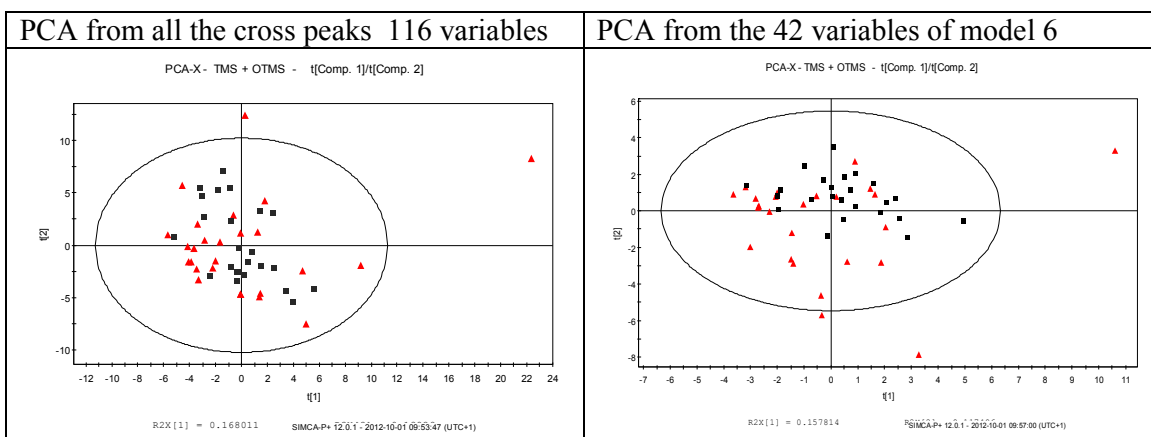 PCA from all the cross peaks 116 variables
PCA-X - TMS + OTMS - t[Comp. 1]/t[Comp. 2]
t[2]
10
5
0
-5
-10
-12 -10 -8 -6 -4 -2 0 2 4 6 8 10 12 14 16 18 20 22 24
t[1]
R2X[1] = 0.168011
SIMCA-P+ 12.0.1 - 2012-10-01 09:53:47 (UTC+1)
PCA from the 42 variables of model 6
PCA-X - TMS + OTMS - t[Comp. 1]/t[Comp. 2]
t[2]
6
4
2
0
-2
-4
-6
-8
-7 -6 -5 -4 -3 -2 -1 0 1 2 3 4 5 6 7 8 9 10 11
t[1]
R2X[1] = 0.157814
SIMCA-P+ 12.0.1 - 2012-10-01 09:57:00 (UTC+1)